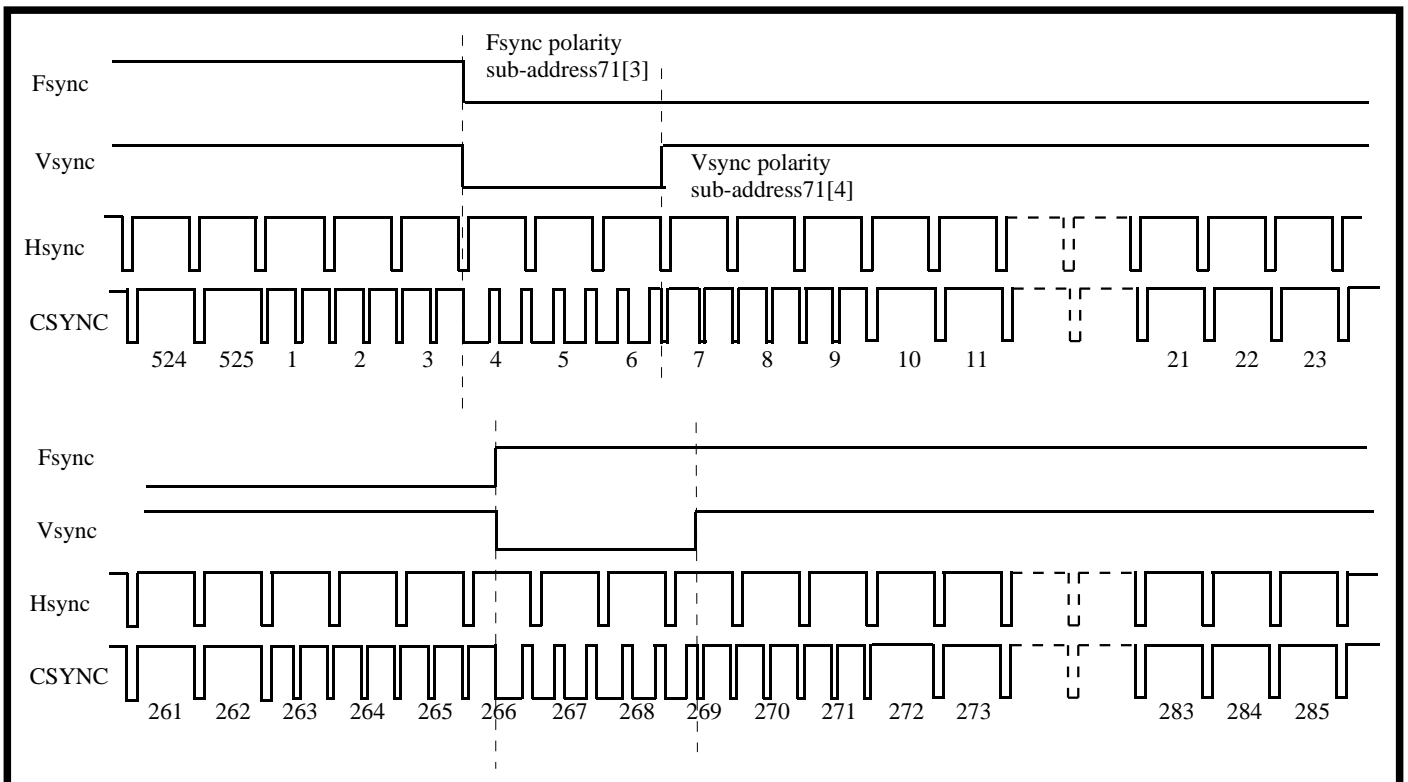 Fsync polarity
sub-address71[3]
Fsync
Vsync
Vsync polarity
sub-address71[4]
Hsync
CSYNC
524 525 1 2 3 4 5 6 7 8 9 10 11 21 22 23
Fsync
Vsync
Hsync
CSYNC
261 262 263 264 265 266 267 268 269 270 271 272 273 283 284 285